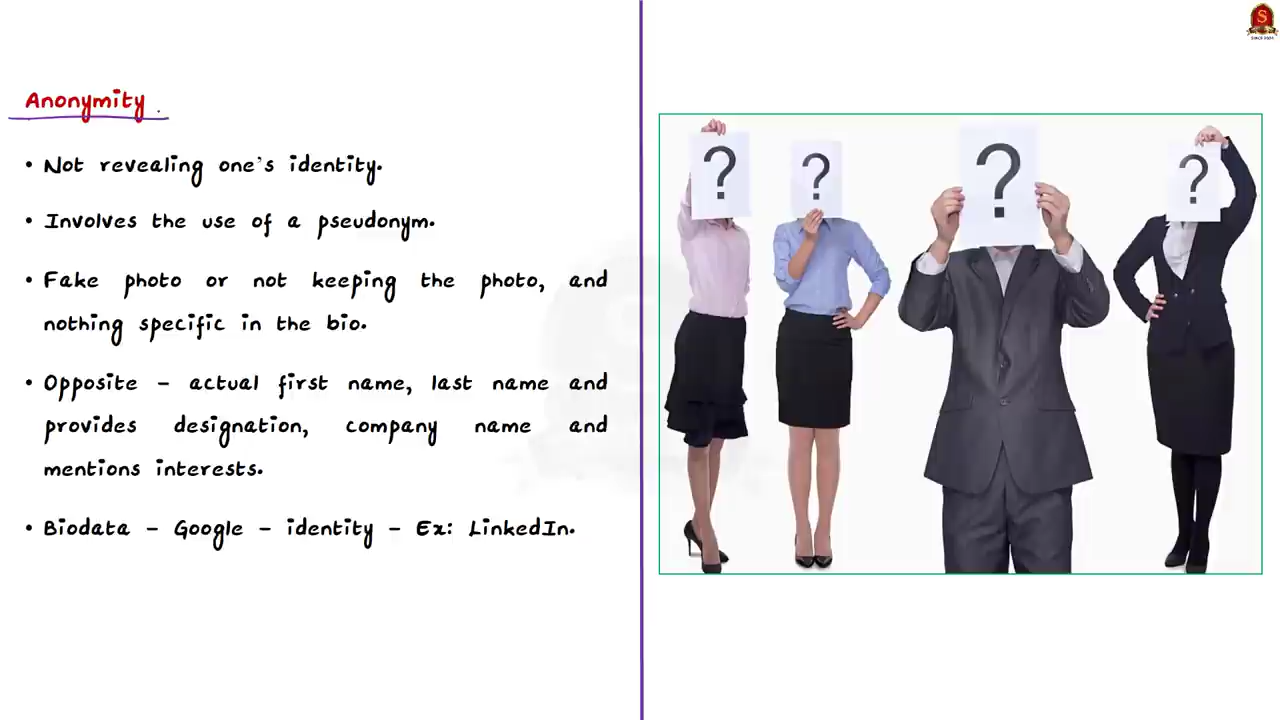 Anonymity
• Not revealing one's identity.
• Involves the use of a pseudonym.
• Fake photo or not keeping the photo, and
nothing specific in the bio.
• Opposite – actual first name, last name and
provides designation, company name and
mentions interests.
• Biodata – Google – identity – Ex: LinkedIn.
? ? ? ?
S
SINCE 2004